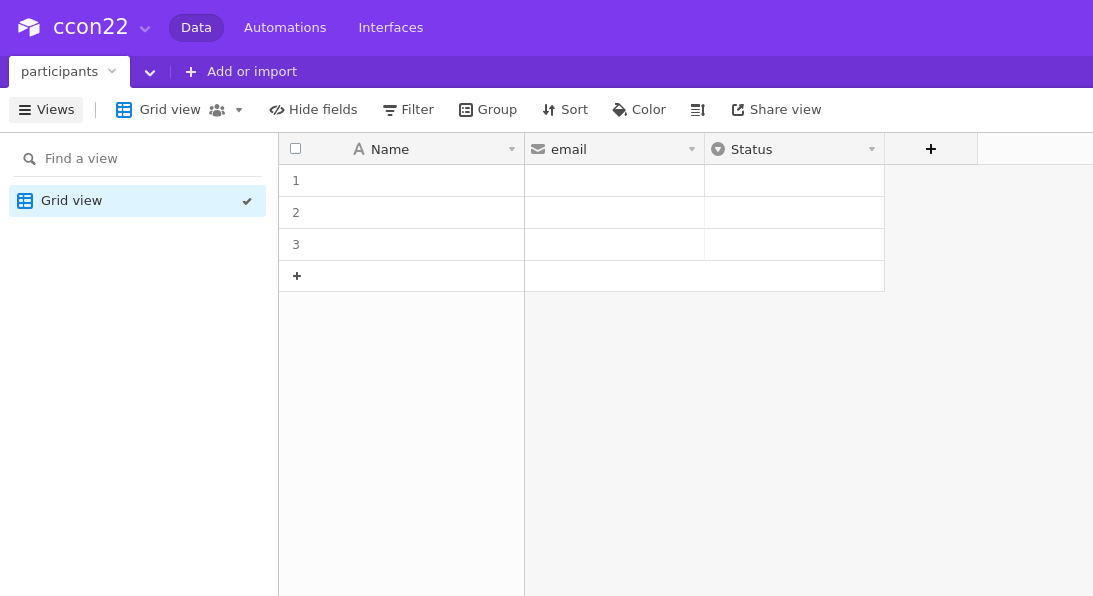 ccon22 Data Automations Interfaces
participants Add or import
Views Grid view Hide fields Filter Group Sort Color Share view
Find a view
Grid view
Name email Status
1
2
3